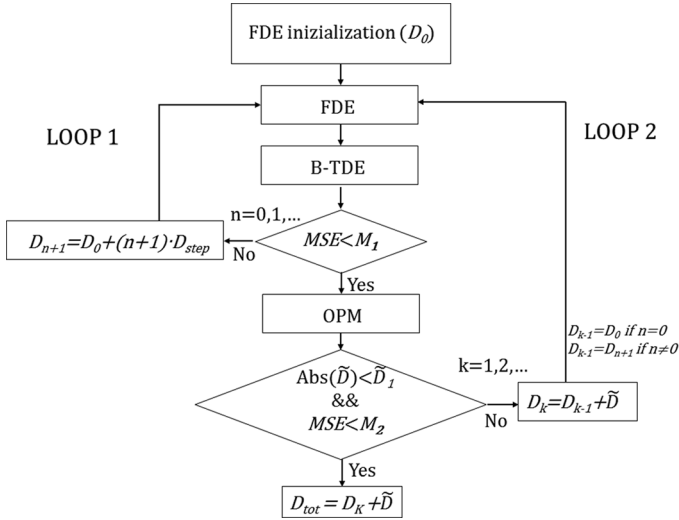 FDE inizialization (D₀)
FDE
LOOP 1
LOOP 2
B-TDE
n=0,1,...
Dₙ₊₁=D₀+(n+1)·Dstep
No
MSE<M₁
Yes
OPM
Dₖ₋₁=D₀ if n=0
Dₖ₋₁=Dₙ₊₁ if n≠0
k=1,2,...
Abs(D̃)<D̃₁
&&
MSE<M₂
No
Dₖ=Dₖ₋₁+D̃
Yes
Dtot = D_K +D̃